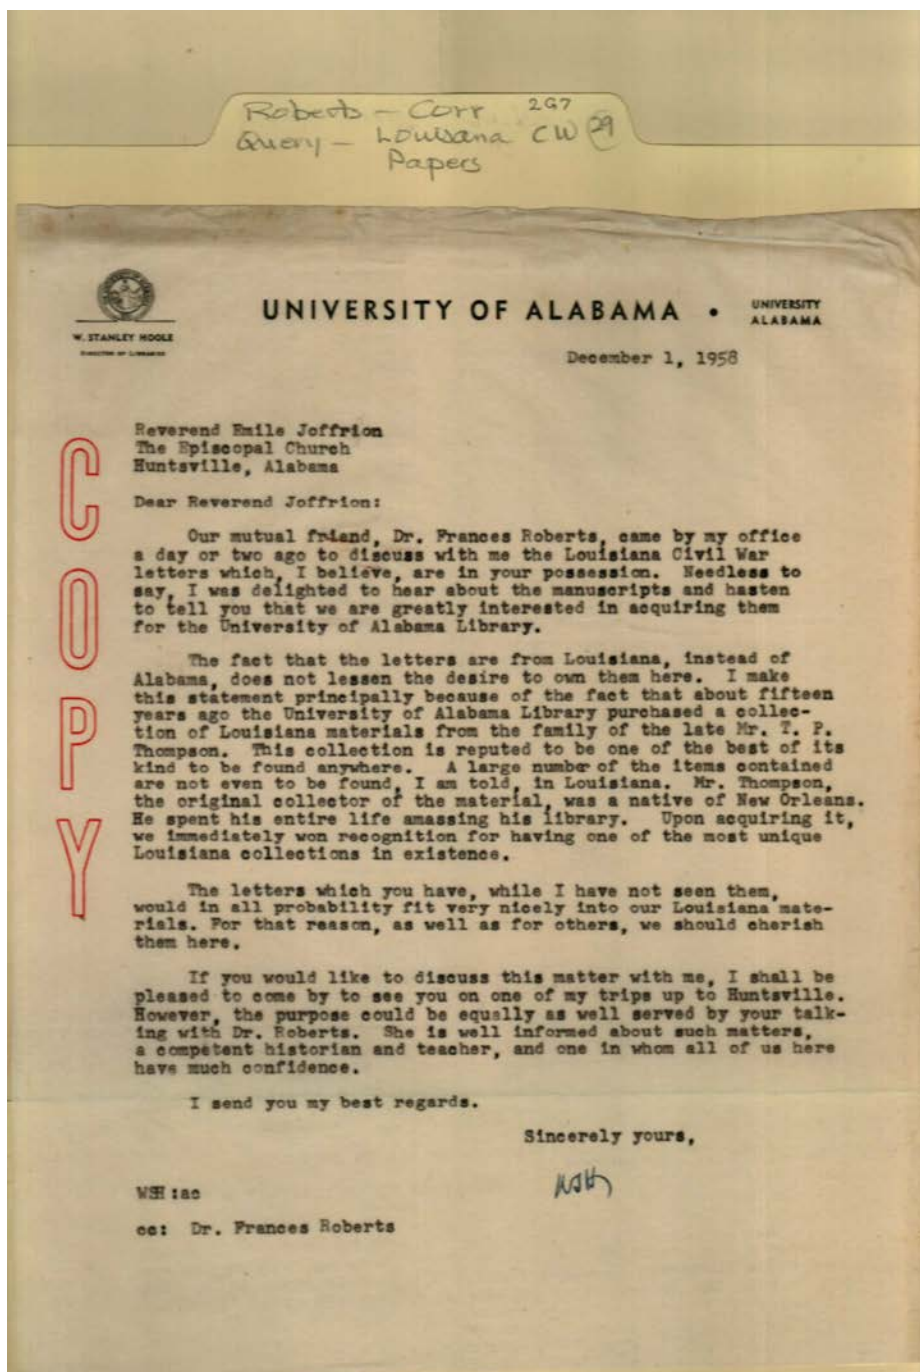 Roberts - Corr 2G7
Query - Louisana CW 29
Papers
W. STANLEY HOOLE
DIRECTOR OF LIBRARIES
UNIVERSITY OF ALABAMA • UNIVERSITY
ALABAMA
December 1, 1958
COPY
Reverend Emile Joffrion
The Episcopal Church
Huntsville, Alabama
Dear Reverend Joffrion:
Our mutual friend, Dr. Frances Roberts, came by my office
a day or two ago to discuss with me the Louisiana Civil War
letters which, I believe, are in your possession. Needless to
say, I was delighted to hear about the manuscripts and hasten
to tell you that we are greatly interested in acquiring them
for the University of Alabama Library.
The fact that the letters are from Louisiana, instead of
Alabama, does not lessen the desire to own them here. I make
this statement principally because of the fact that about fifteen
years ago the University of Alabama Library purchased a collec-
tion of Louisiana materials from the family of the late Mr. T. P.
Thompson. This collection is reputed to be one of the best of its
kind to be found anywhere. A large number of the items contained
are not even to be found, I am told, in Louisiana. Mr. Thompson,
the original collector of the material, was a native of New Orleans.
He spent his entire life amassing his library. Upon acquiring it,
we immediately won recognition for having one of the most unique
Louisiana collections in existence.
The letters which you have, while I have not seen them,
would in all probability fit very nicely into our Louisiana mate-
rials. For that reason, as well as for others, we should cherish
them here.
If you would like to discuss this matter with me, I shall be
pleased to come by to see you on one of my trips up to Huntsville.
However, the purpose could be equally as well served by your talk-
ing with Dr. Roberts. She is well informed about such matters,
a competent historian and teacher, and one in whom all of us here
have much confidence.
I send you my best regards.
Sincerely yours,
WSH
WSH:ac
cc: Dr. Frances Roberts